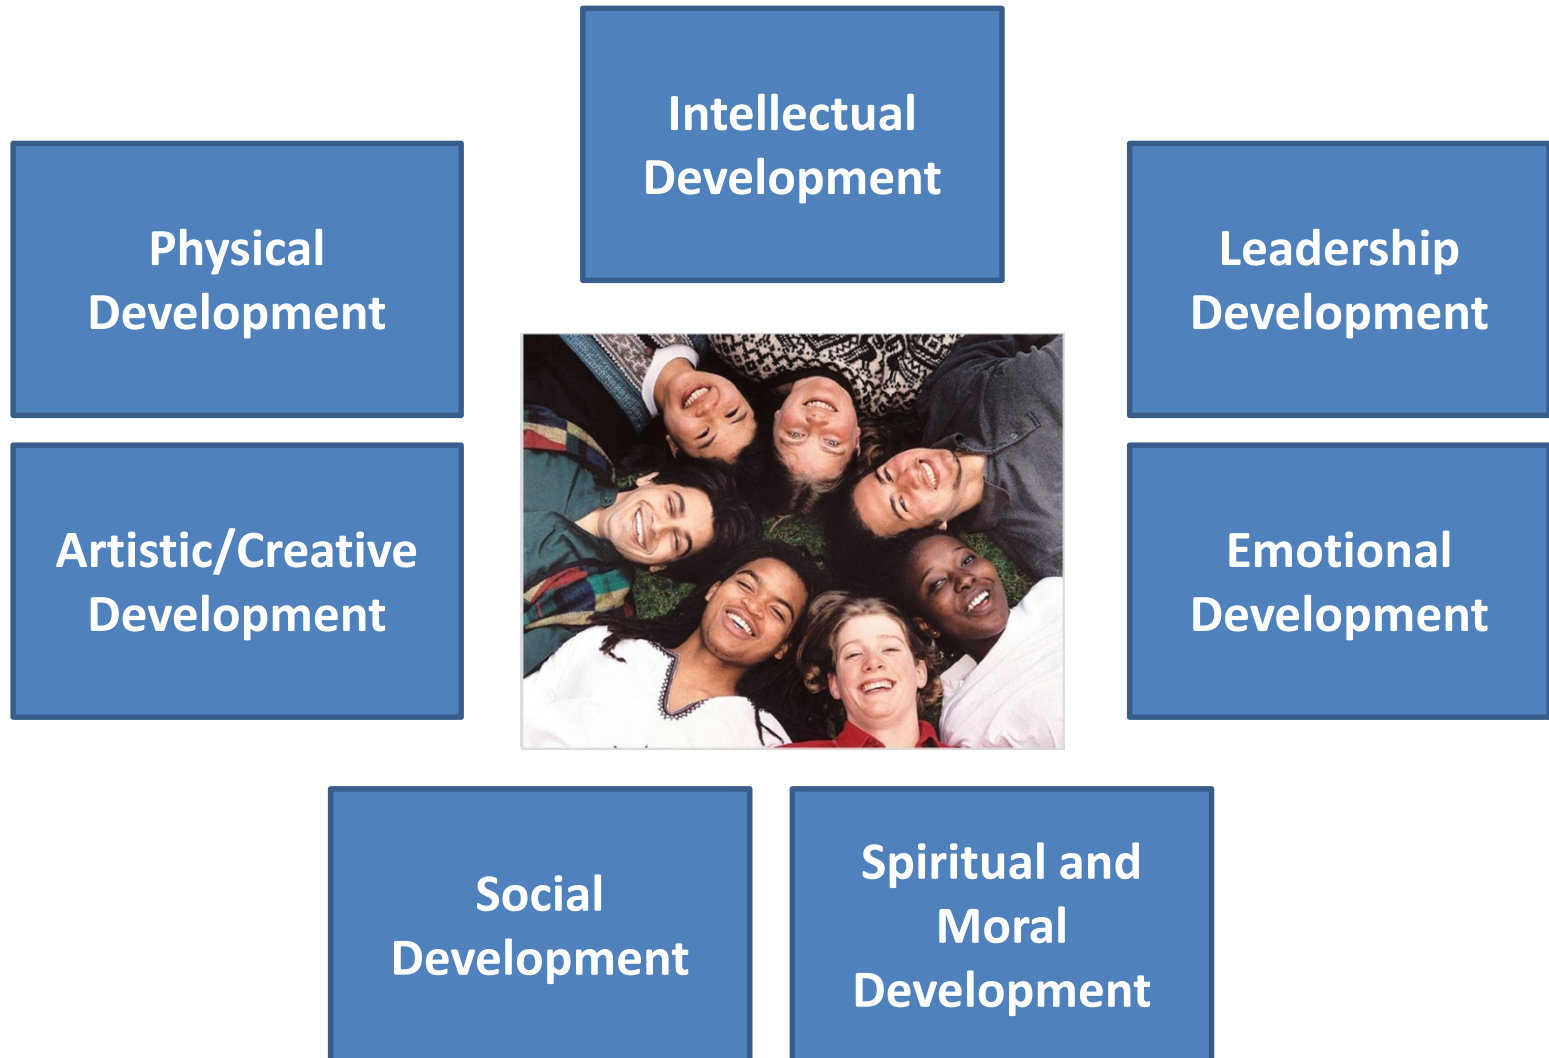 Intellectual
Development
Physical
Development
Leadership
Development
Artistic/Creative
Development
Emotional
Development
Social
Development
Spiritual and
Moral
Development